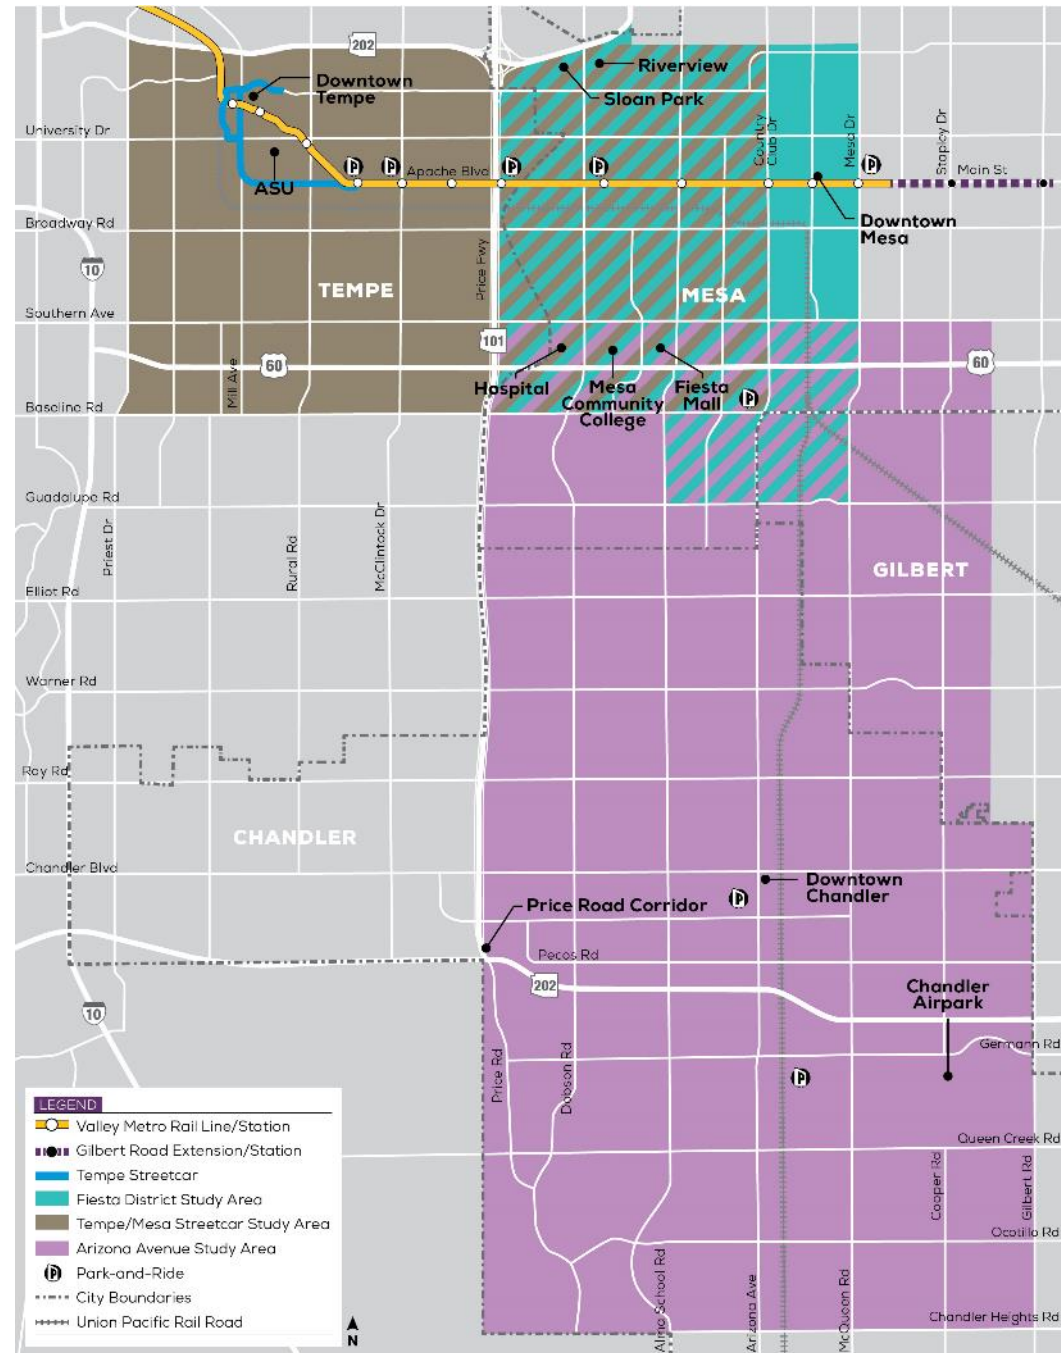 202
Riverview
Downtown
Tempe
Sloan Park
University Dr
Country
Club Dr
Mesa Dr
Stapley Dr
P
P
P
P
P
Apache Blvd
Main St
ASU
Broadway Rd
Downtown
Mesa
10
Price Fwy
TEMPE
MESA
Southern Ave
101
60
60
Mill Ave
Hospital
Mesa
Community
College
Fiesta
Mall
P
Baseline Rd
Guadalupe Rd
Priest Dr
Rural Rd
McClintock Dr
GILBERT
Elliot Rd
Warner Rd
Ray Rd
CHANDLER
Chandler Blvd
Downtown
Chandler
P
Price Road Corridor
Pecos Rd
202
Chandler
Airpark
10
Germann Rd
Price Rd
Dobson Rd
P
Queen Creek Rd
Cooper Rd
Gilbert Rd
Ocotillo Rd
Alma School Rd
Arizona Ave
McQueen Rd
Chandler Heights Rd
LEGEND
Valley Metro Rail Line/Station
Gilbert Road Extension/Station
Tempe Streetcar
Fiesta District Study Area
Tempe/Mesa Streetcar Study Area
Arizona Avenue Study Area
P Park-and-Ride
City Boundaries
Union Pacific Rail Road
N